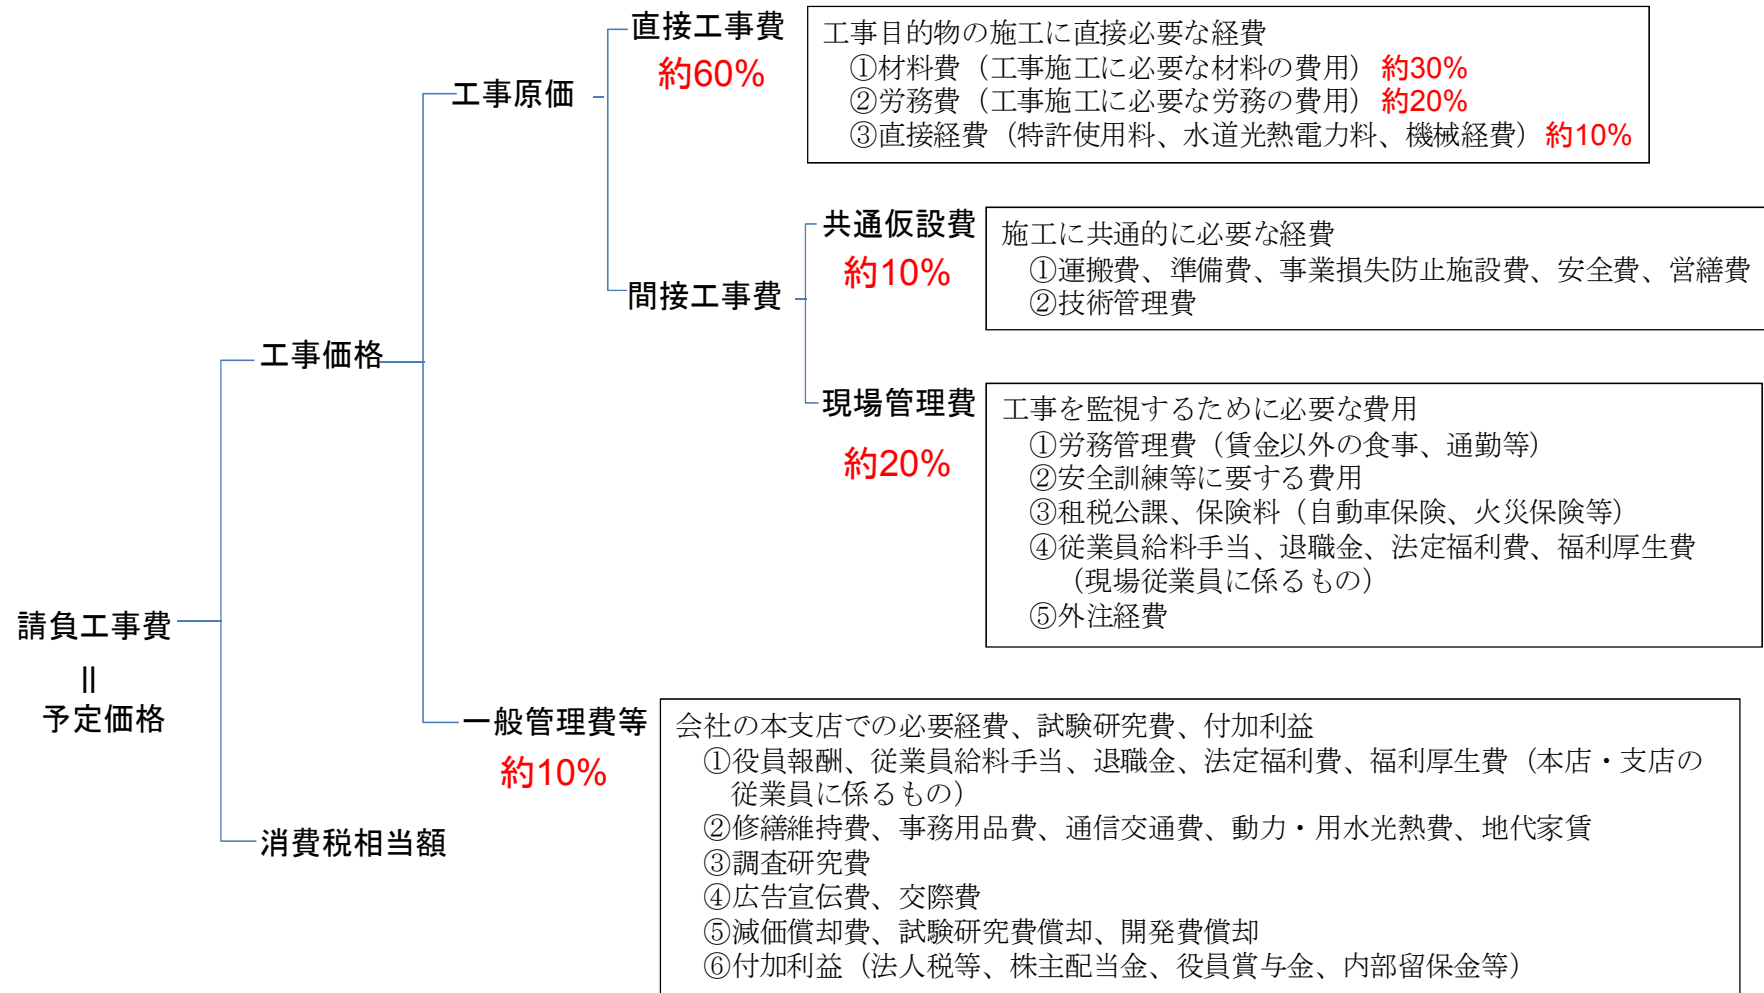 直接工事費
約60%
工事目的物の施工に直接必要な経費
①材料費（工事施工に必要な材料の費用）約30%
②労務費（工事施工に必要な労務の費用）約20%
③直接経費（特許使用料、水道光熱電力料、機械経費）約10%
工事原価
共通仮設費
約10%
施工に共通的に必要な経費
①運搬費、準備費、事業損失防止施設費、安全費、営繕費
②技術管理費
間接工事費
工事価格
現場管理費
約20%
工事を監視するために必要な費用
①労務管理費（賃金以外の食事、通勤等）
②安全訓練等に要する費用
③租税公課、保険料（自動車保険、火災保険等）
④従業員給料手当、退職金、法定福利費、福利厚生費
（現場従業員に係るもの）
⑤外注経費
請負工事費
||
予定価格
一般管理費等
約10%
会社の本支店での必要経費、試験研究費、付加利益
①役員報酬、従業員給料手当、退職金、法定福利費、福利厚生費（本店・支店の
従業員に係るもの）
②修繕維持費、事務用品費、通信交通費、動力・用水光熱費、地代家賃
③調査研究費
④広告宣伝費、交際費
⑤減価償却費、試験研究費償却、開発費償却
⑥付加利益（法人税等、株主配当金、役員賞与金、内部留保金等）
消費税相当額